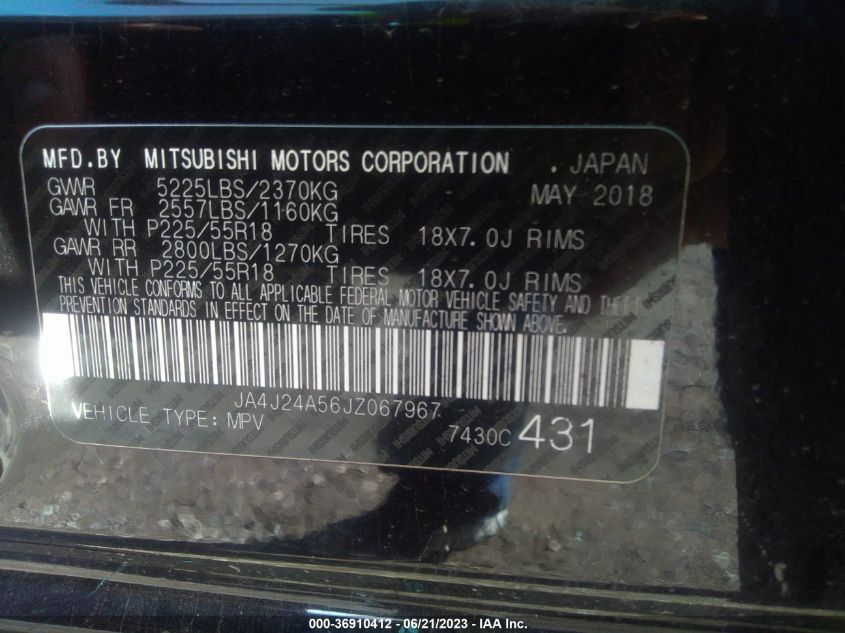 MFD.BY MITSUBISHI MOTORS CORPORATION . JAPAN
GVWR 5225LBS/2370KG MAY 2018
GAWR FR 2557LBS/1160KG
WITH P225/55R18 TIRES 18X7.0J RIMS
GAWR RR 2800LBS/1270KG
WITH P225/55R18 TIRES 18X7.0J RIMS
THIS VEHICLE CONFORMS TO ALL APPLICABLE FEDERAL MOTOR VEHICLE SAFETY AND THEFT
PREVENTION STANDARDS IN EFFECT ON THE DATE OF MANUFACTURE SHOWN ABOVE.
JA4J24A56JZ067967
VEHICLE TYPE: MPV 7430C 431
000-36910412 - 06/21/2023 - IAA Inc.